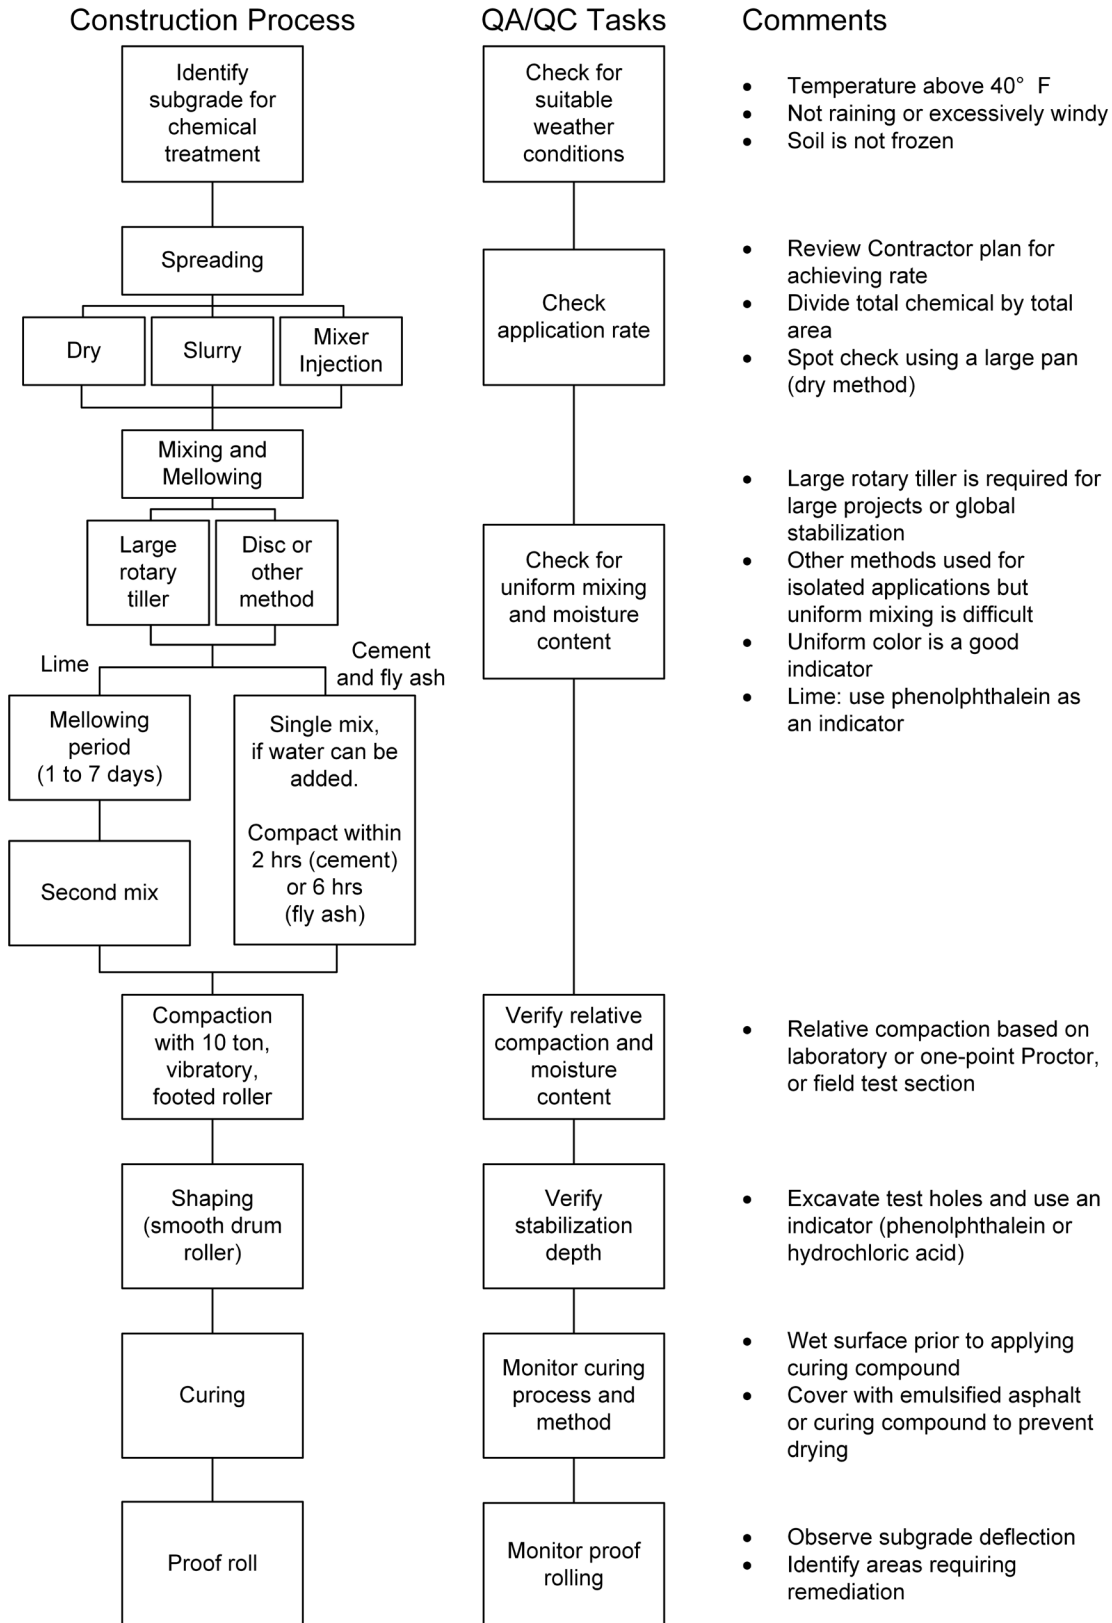 Construction Process
QA/QC Tasks
Comments
Identify
subgrade for
chemical
treatment
Check for
suitable
weather
conditions
• Temperature above 40° F
• Not raining or excessively windy
• Soil is not frozen
Spreading
Dry
Slurry
Mixer
Injection
Check
application rate
• Review Contractor plan for
achieving rate
• Divide total chemical by total
area
• Spot check using a large pan
(dry method)
Mixing and
Mellowing
Large
rotary
tiller
Disc or
other
method
Check for
uniform mixing
and moisture
content
• Large rotary tiller is required for
large projects or global
stabilization
• Other methods used for
isolated applications but
uniform mixing is difficult
• Uniform color is a good
indicator
• Lime: use phenolphthalein as
an indicator
Lime
Cement
and fly ash
Mellowing
period
(1 to 7 days)
Second mix
Single mix,
if water can be
added.
Compact within
2 hrs (cement)
or 6 hrs
(fly ash)
Compaction
with 10 ton,
vibratory,
footed roller
Verify relative
compaction and
moisture
content
• Relative compaction based on
laboratory or one-point Proctor,
or field test section
Shaping
(smooth drum
roller)
Verify
stabilization
depth
• Excavate test holes and use an
indicator (phenolphthalein or
hydrochloric acid)
Curing
Monitor curing
process and
method
• Wet surface prior to applying
curing compound
• Cover with emulsified asphalt
or curing compound to prevent
drying
Proof roll
Monitor proof
rolling
• Observe subgrade deflection
• Identify areas requiring
remediation